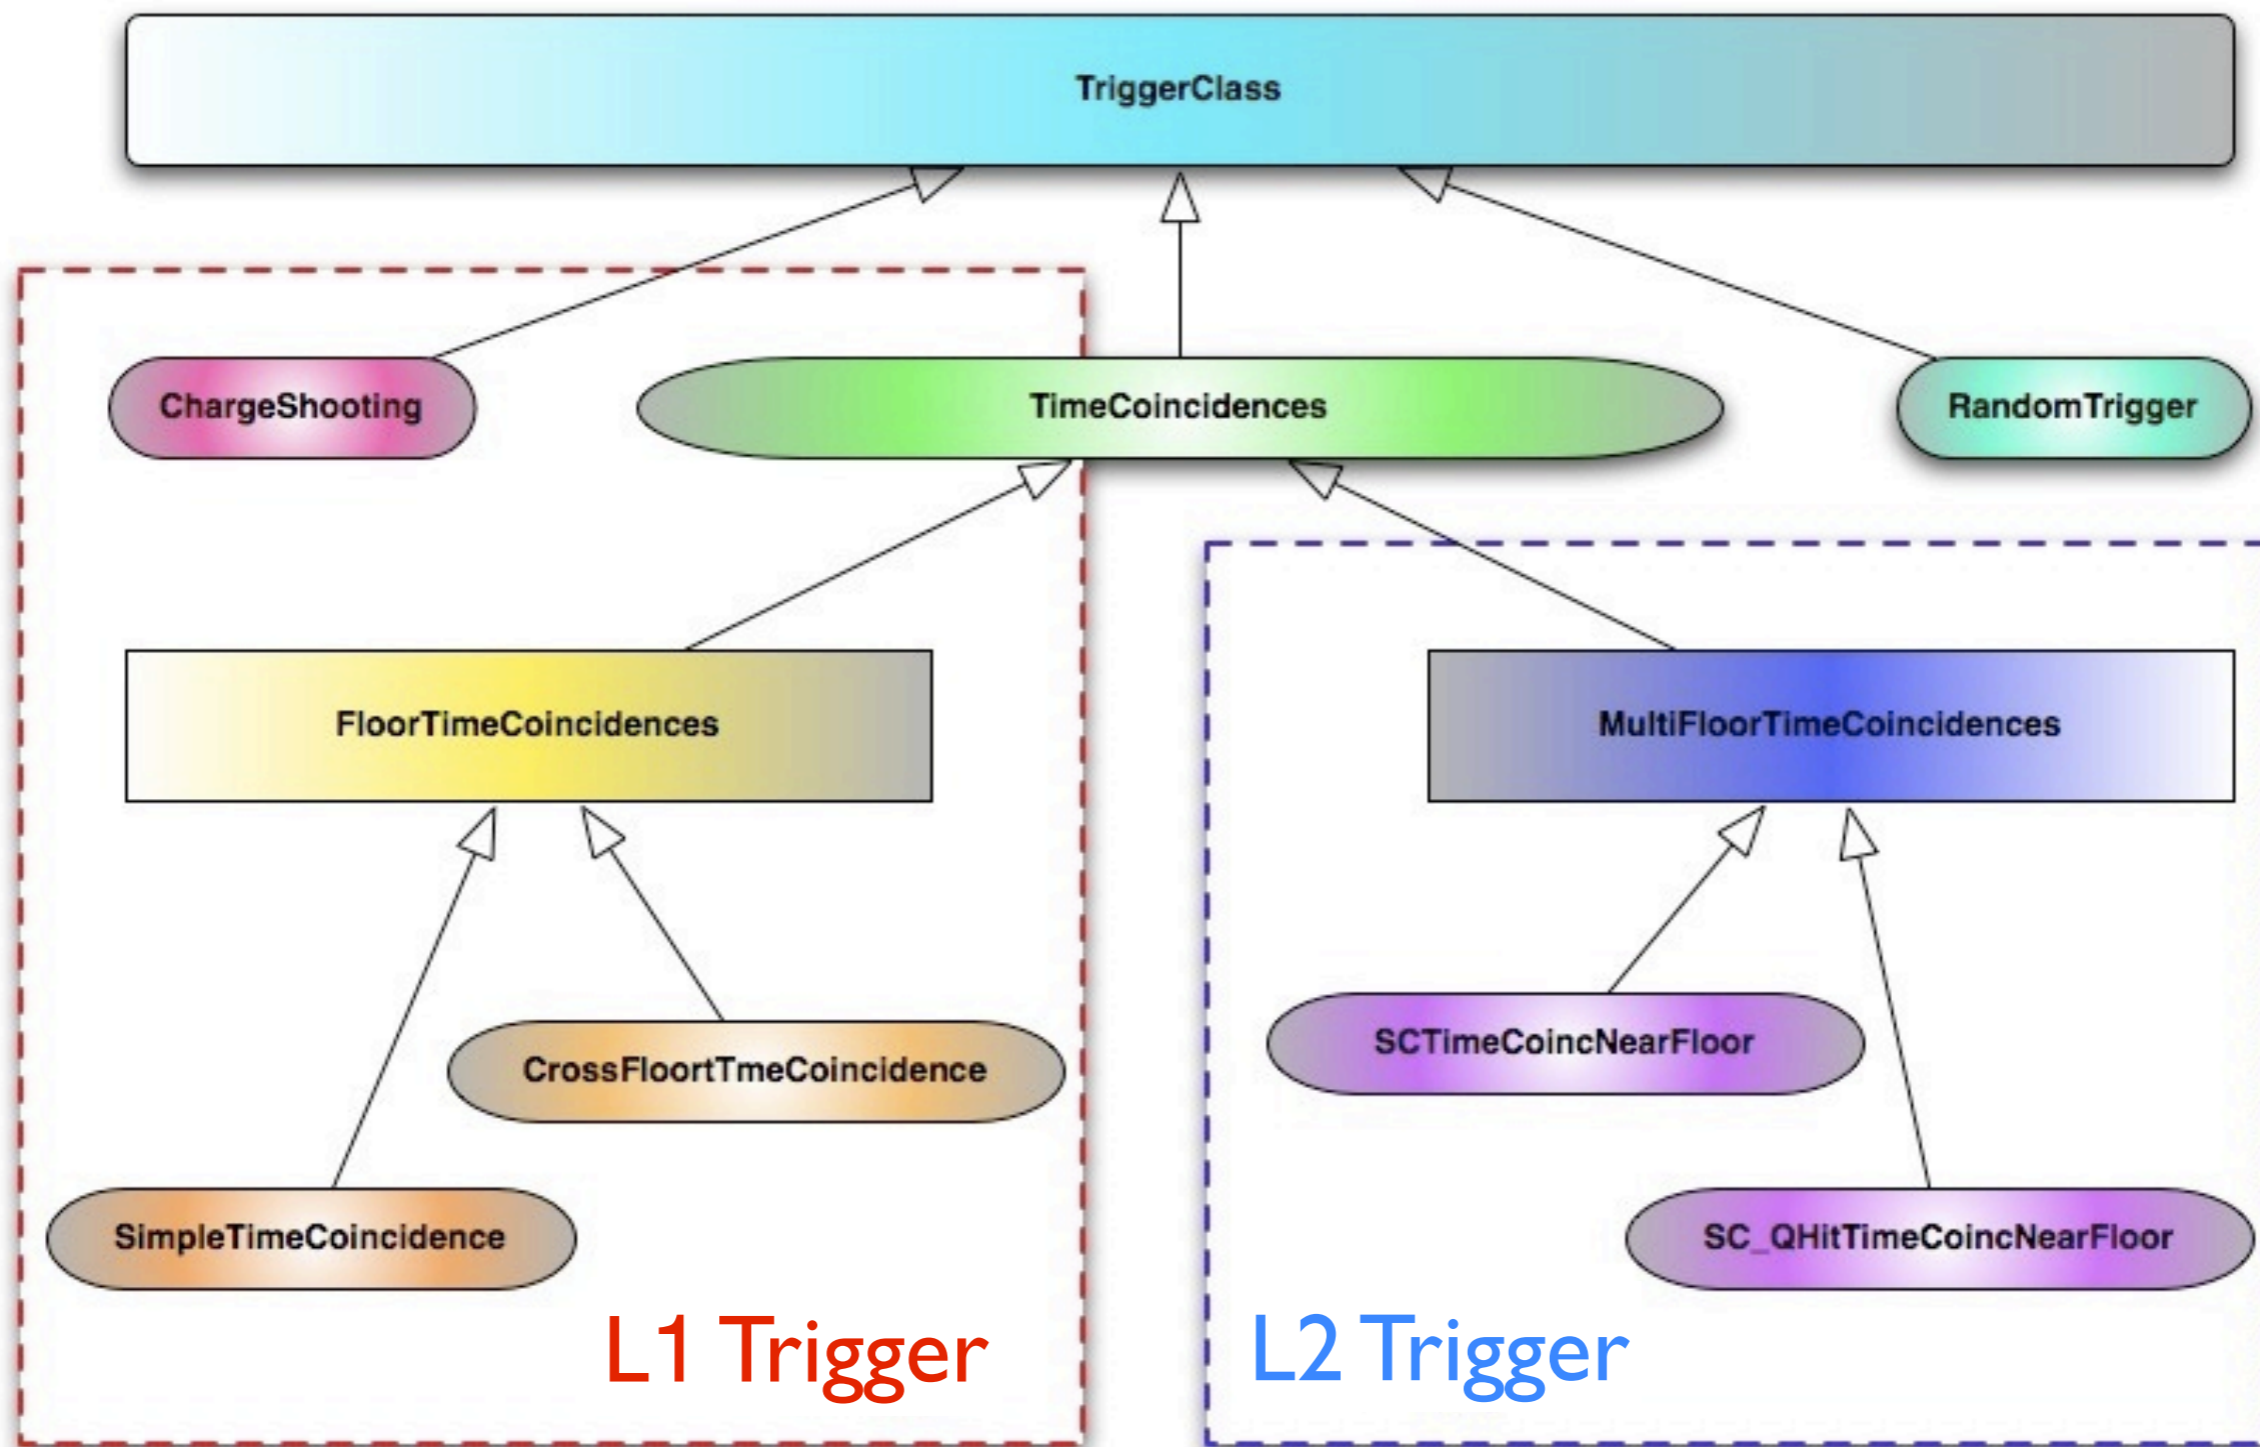 TriggerClass
ChargeShooting
TimeCoincidences
RandomTrigger
FloorTimeCoincidences
MultiFloorTimeCoincidences
SCTimeCoincNearFloor
CrossFloortTmeCoincidence
SimpleTimeCoincidence
SC_QHitTimeCoincNearFloor
L1 Trigger
L2 Trigger